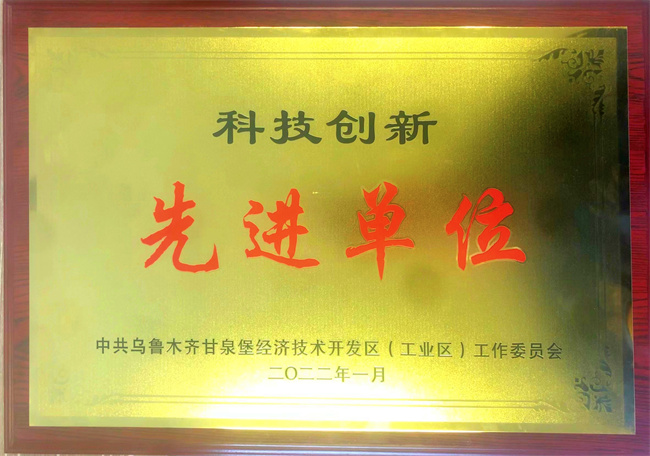 科技创新
先进单位
中共乌鲁木齐甘泉堡经济技术开发区（工业区）工作委员会
二〇二二年一月